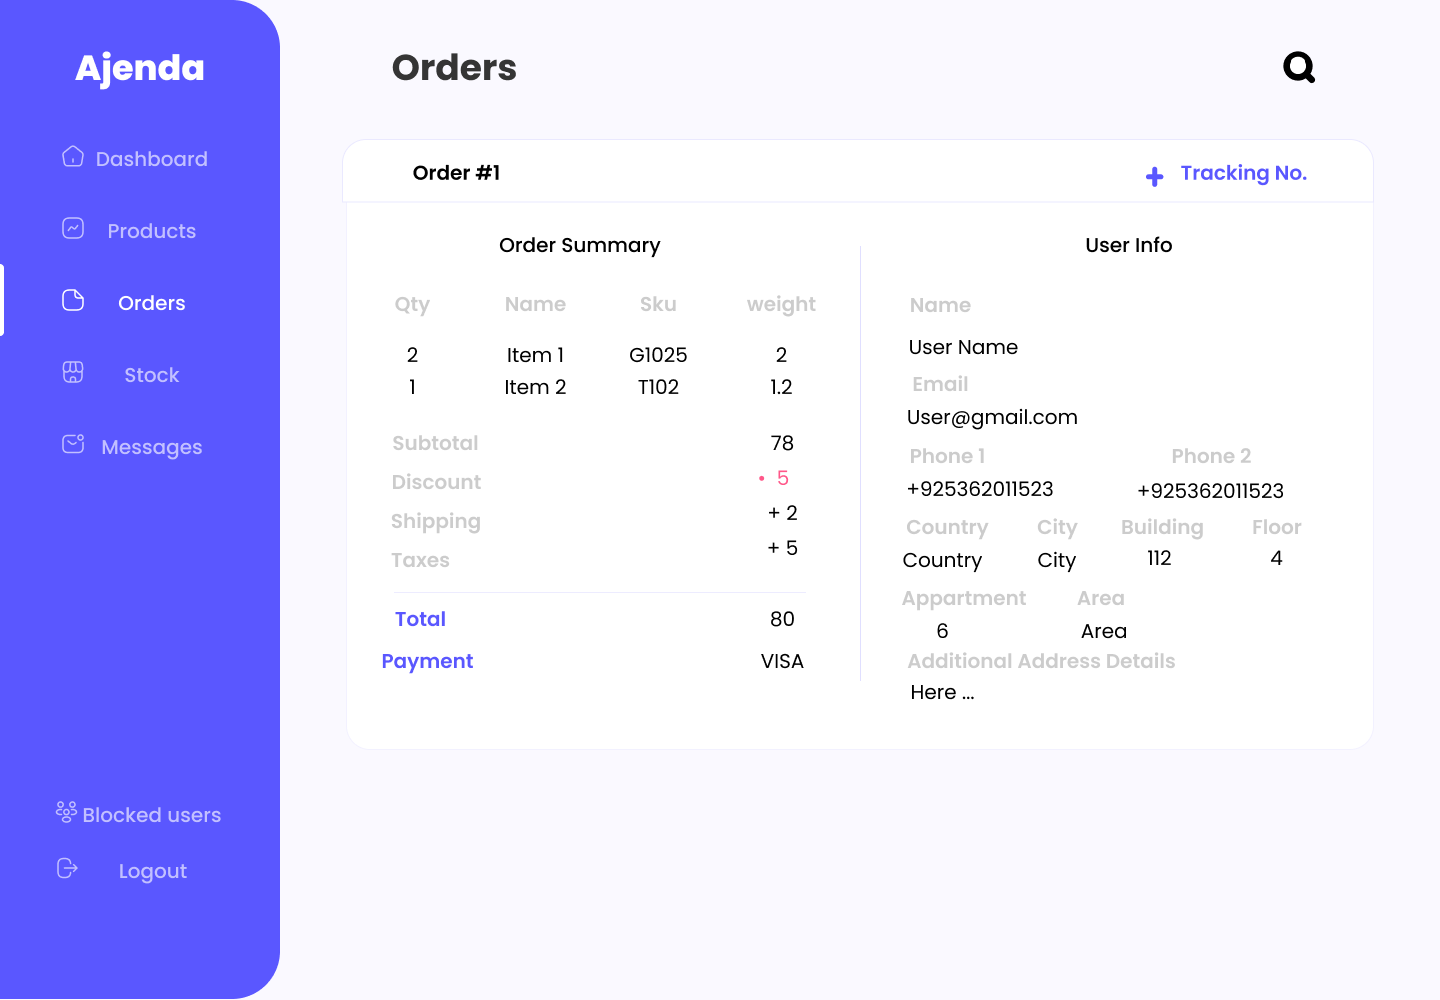 Ajenda
Dashboard
Products
Orders
Stock
Messages
Blocked users
Logout
Orders
Order #1
Tracking No.
Order Summary
Qty Name Sku weight
2 Item 1 G1025 2
1 Item 2 T102 1.2
Subtotal 78
Discount • 5
Shipping + 2
Taxes + 5
Total 80
Payment VISA
User Info
Name
User Name
Email
User@gmail.com
Phone 1 Phone 2
+925362011523 +925362011523
Country City Building Floor
Country City 112 4
Appartment Area
6 Area
Additional Address Details
Here ...